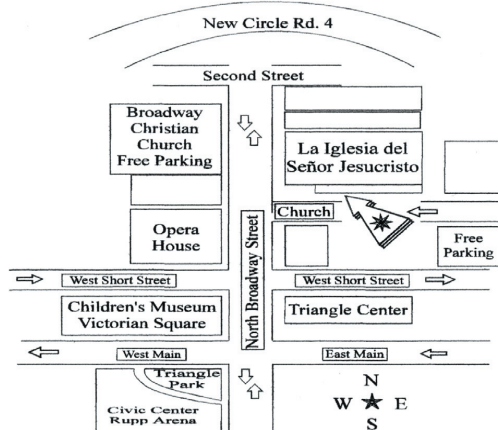 New Circle Rd. 4
Second Street
Broadway
Christian
Church
Free Parking
La Iglesia del
Señor Jesucristo
Church
Opera
House
North Broadway Street
Free
Parking
West Short Street
West Short Street
Children's Museum
Victorian Square
Triangle Center
West Main
East Main
Triangle
Park
Civic Center
Rupp Arena
N
W E
S